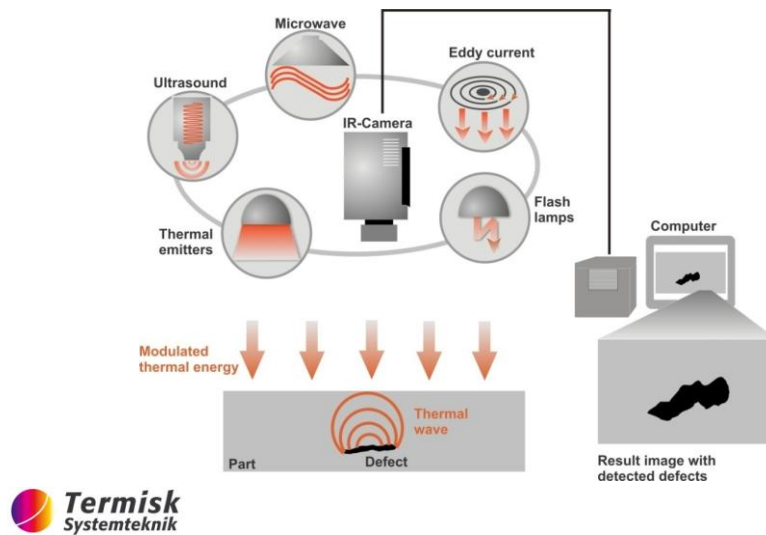 Microwave
Ultrasound
Eddy current
IR-Camera
Thermal
emitters
Flash
lamps
Computer
Modulated
thermal energy
Thermal
wave
Part
Defect
Result image with
detected defects
Termisk
Systemteknik